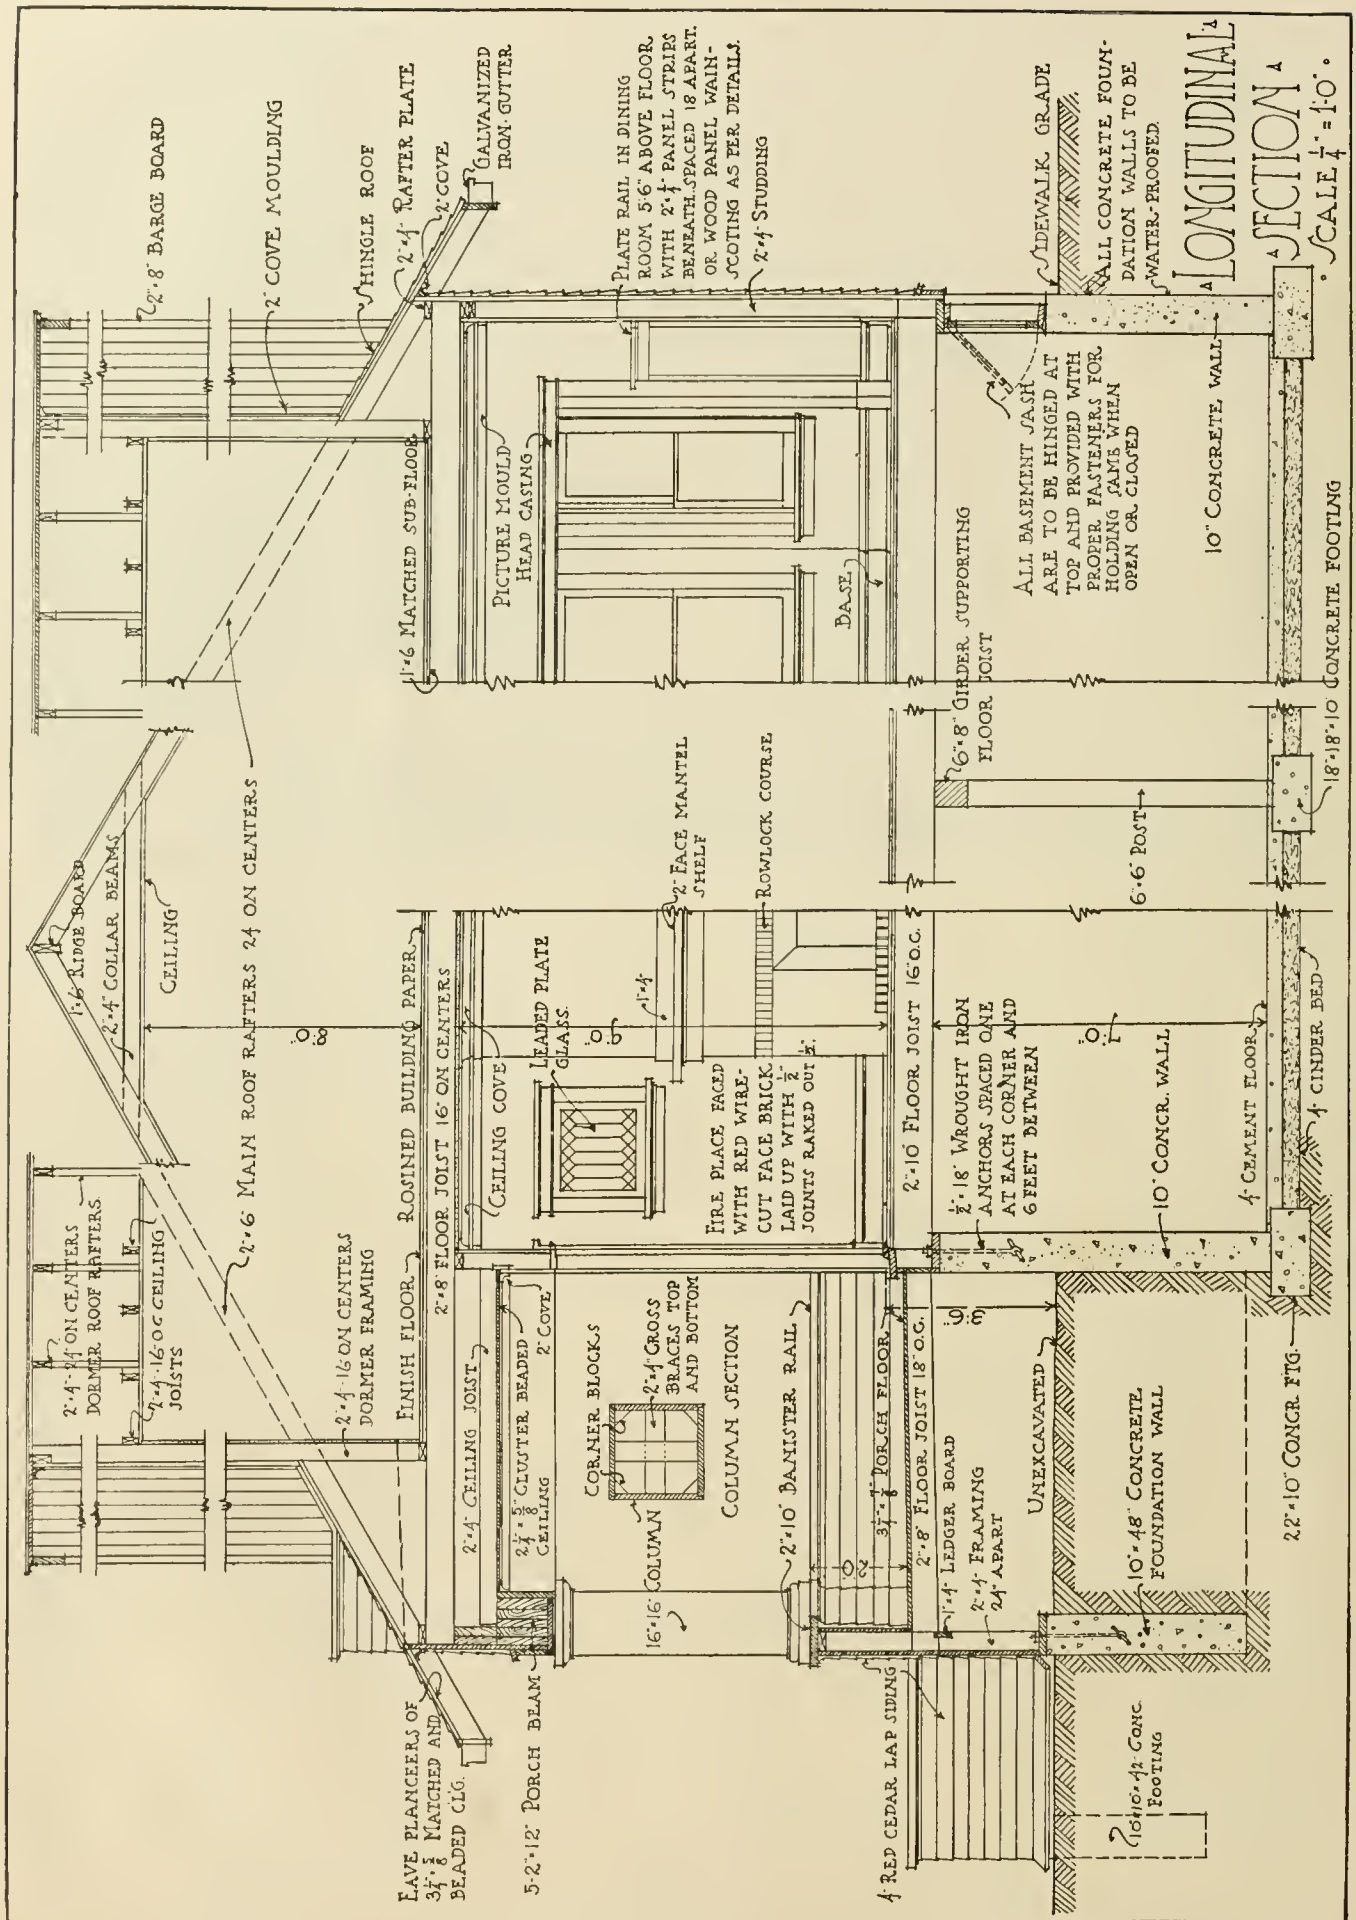 2"×4"-24" ON CENTERS
DORMER ROOF RAFTERS
2"×4"-16" O.C. CEILING
JOISTS
2"×4"-16" ON CENTERS
DORMER FRAMING
FINISH FLOOR
ROSINED BUILDING PAPER
2"×8" FLOOR JOIST 16" ON CENTERS
1"×6" RIDGE BOARD
2"×4" COLLAR BEAMS
CEILING
2"×6" MAIN ROOF RAFTERS 24" ON CENTERS
8'-0"
2"×8" BARGE BOARD
2" COVE MOULDING
SHINGLE ROOF
2"×4" RAFTER PLATE
2" COVE
GALVANIZED
IRON GUTTER
1"×6" MATCHED SUB-FLOOR
PICTURE MOULD
HEAD CASING
BASE
PLATE RAIL IN DINING
ROOM 5'-6" ABOVE FLOOR
WITH 2"×1/4" PANEL STRIPS
BENEATH SPACED 18" APART.
OR WOOD PANEL WAIN-
SCOTING AS PER DETAILS.
2"×4" STUDDING
EAVE PLANCEERS OF
3 1/4"×5/8" MATCHED AND
BEADED CLG.
5-2"×12" PORCH BEAM
2"×4" CEILING JOIST
2 1/4"×5/8" CLUSTER BEADED
CEILING
2" COVE
CORNER BLOCKS
2"×4" CROSS
BRACES TOP
AND BOTTOM
16"×16" COLUMN
COLUMN SECTION
2"×10" BANISTER RAIL
CEILING COVE
LEADED PLATE
GLASS.
9'-0"
1"×4"
2" FACE MANTEL
SHELF
ROWLOCK COURSE
FIRE PLACE FACED
WITH RED WIRE-
CUT FACE BRICK
LAID UP WITH 1/2"
JOINTS RAKED OUT 1/2"
3 1/4"×7/8" PORCH FLOOR
2"×8" FLOOR JOIST 18" O.C.
2'-0"
3'-6"
1"×4" LEDGER BOARD
2"×4" FRAMING
24" APART
UNEXCAVATED
4" RED CEDAR LAP SIDING
10"×10"×42" CONC.
FOOTING
10"×48" CONCRETE
FOUNDATION WALL
22"×10" CONCR. FTG.
2"×10" FLOOR JOIST 16" O.C.
1/2"×18" WROUGHT IRON
ANCHORS SPACED ONE
AT EACH CORNER AND
6 FEET BETWEEN
7'-0"
10" CONCR. WALL
4" CEMENT FLOOR
4" CINDER BED
6"×8" GIRDER SUPPORTING
FLOOR JOIST
6"×6" POST
18"×18"×10" CONCRETE FOOTING
ALL BASEMENT SASH
ARE TO BE HINGED AT
TOP AND PROVIDED WITH
PROPER FASTENERS FOR
HOLDING SAME WHEN
OPEN OR CLOSED
10" CONCRETE WALL
SIDEWALK GRADE
ALL CONCRETE FOUN-
DATION WALLS TO BE
WATER-PROOFED.
LONGITUDINAL
SECTION
SCALE 1/4" = 1'-0".